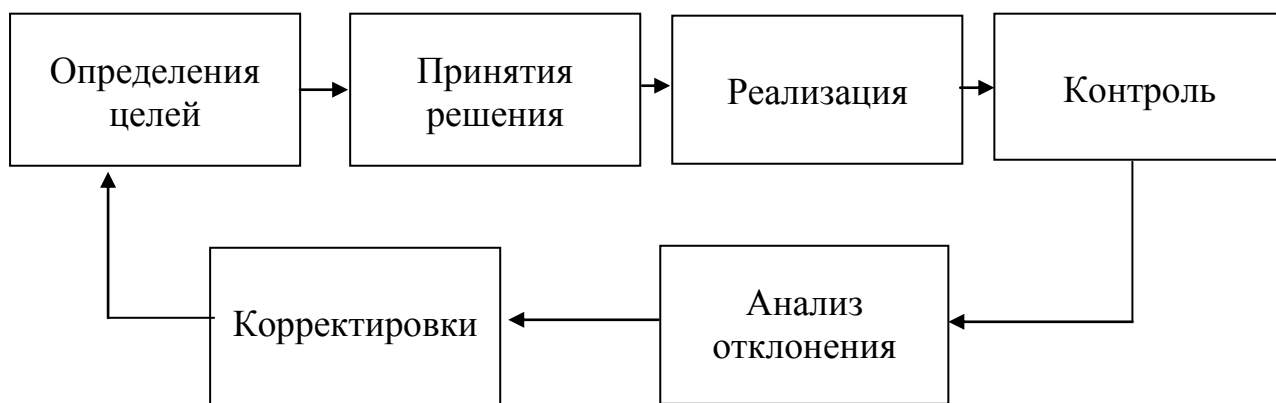 Определения
целей
Принятия
решения
Реализация
Контроль
Корректировки
Анализ
отклонения